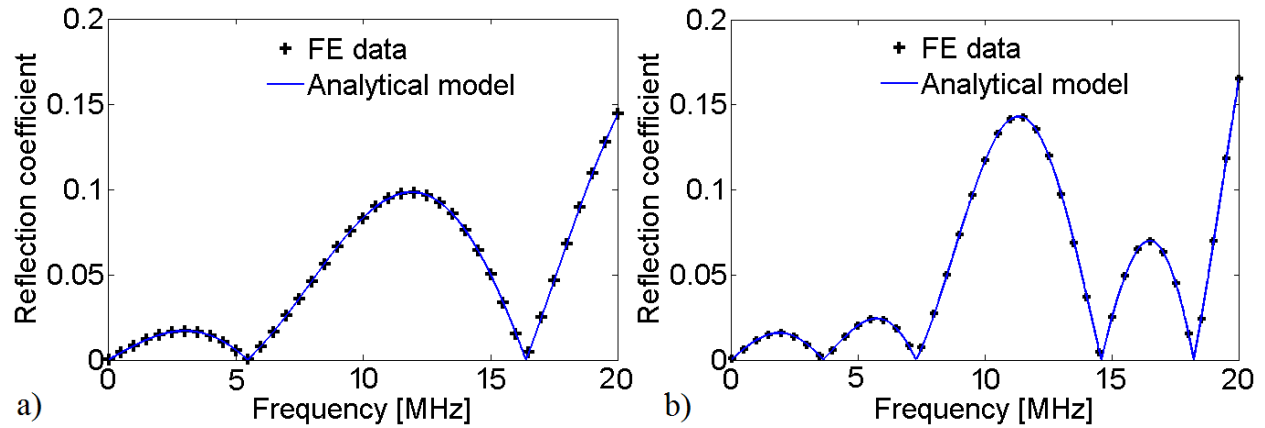 0.2
0.15
0.1
0.05
0
Reflection coefficient
FE data
Analytical model
0 5 10 15 20
Frequency [MHz]
a)
0.2
0.15
0.1
0.05
0
Reflection coefficient
FE data
Analytical model
0 5 10 15 20
Frequency [MHz]
b)